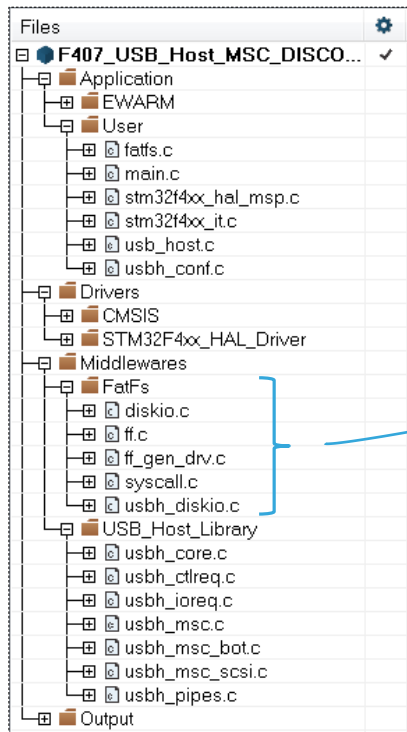 Files
F407_USB_Host_MSC_DISCO...
Application
EWARM
User
fatfs.c
main.c
stm32f4xx_hal_msp.c
stm32f4xx_it.c
usb_host.c
usbh_conf.c
Drivers
CMSIS
STM32F4xx_HAL_Driver
Middlewares
FatFs
diskio.c
ff.c
ff_gen_drv.c
syscall.c
usbh_diskio.c
USB_Host_Library
usbh_core.c
usbh_ctlreq.c
usbh_ioreq.c
usbh_msc.c
usbh_msc_bot.c
usbh_msc_scsi.c
usbh_pipes.c
Output